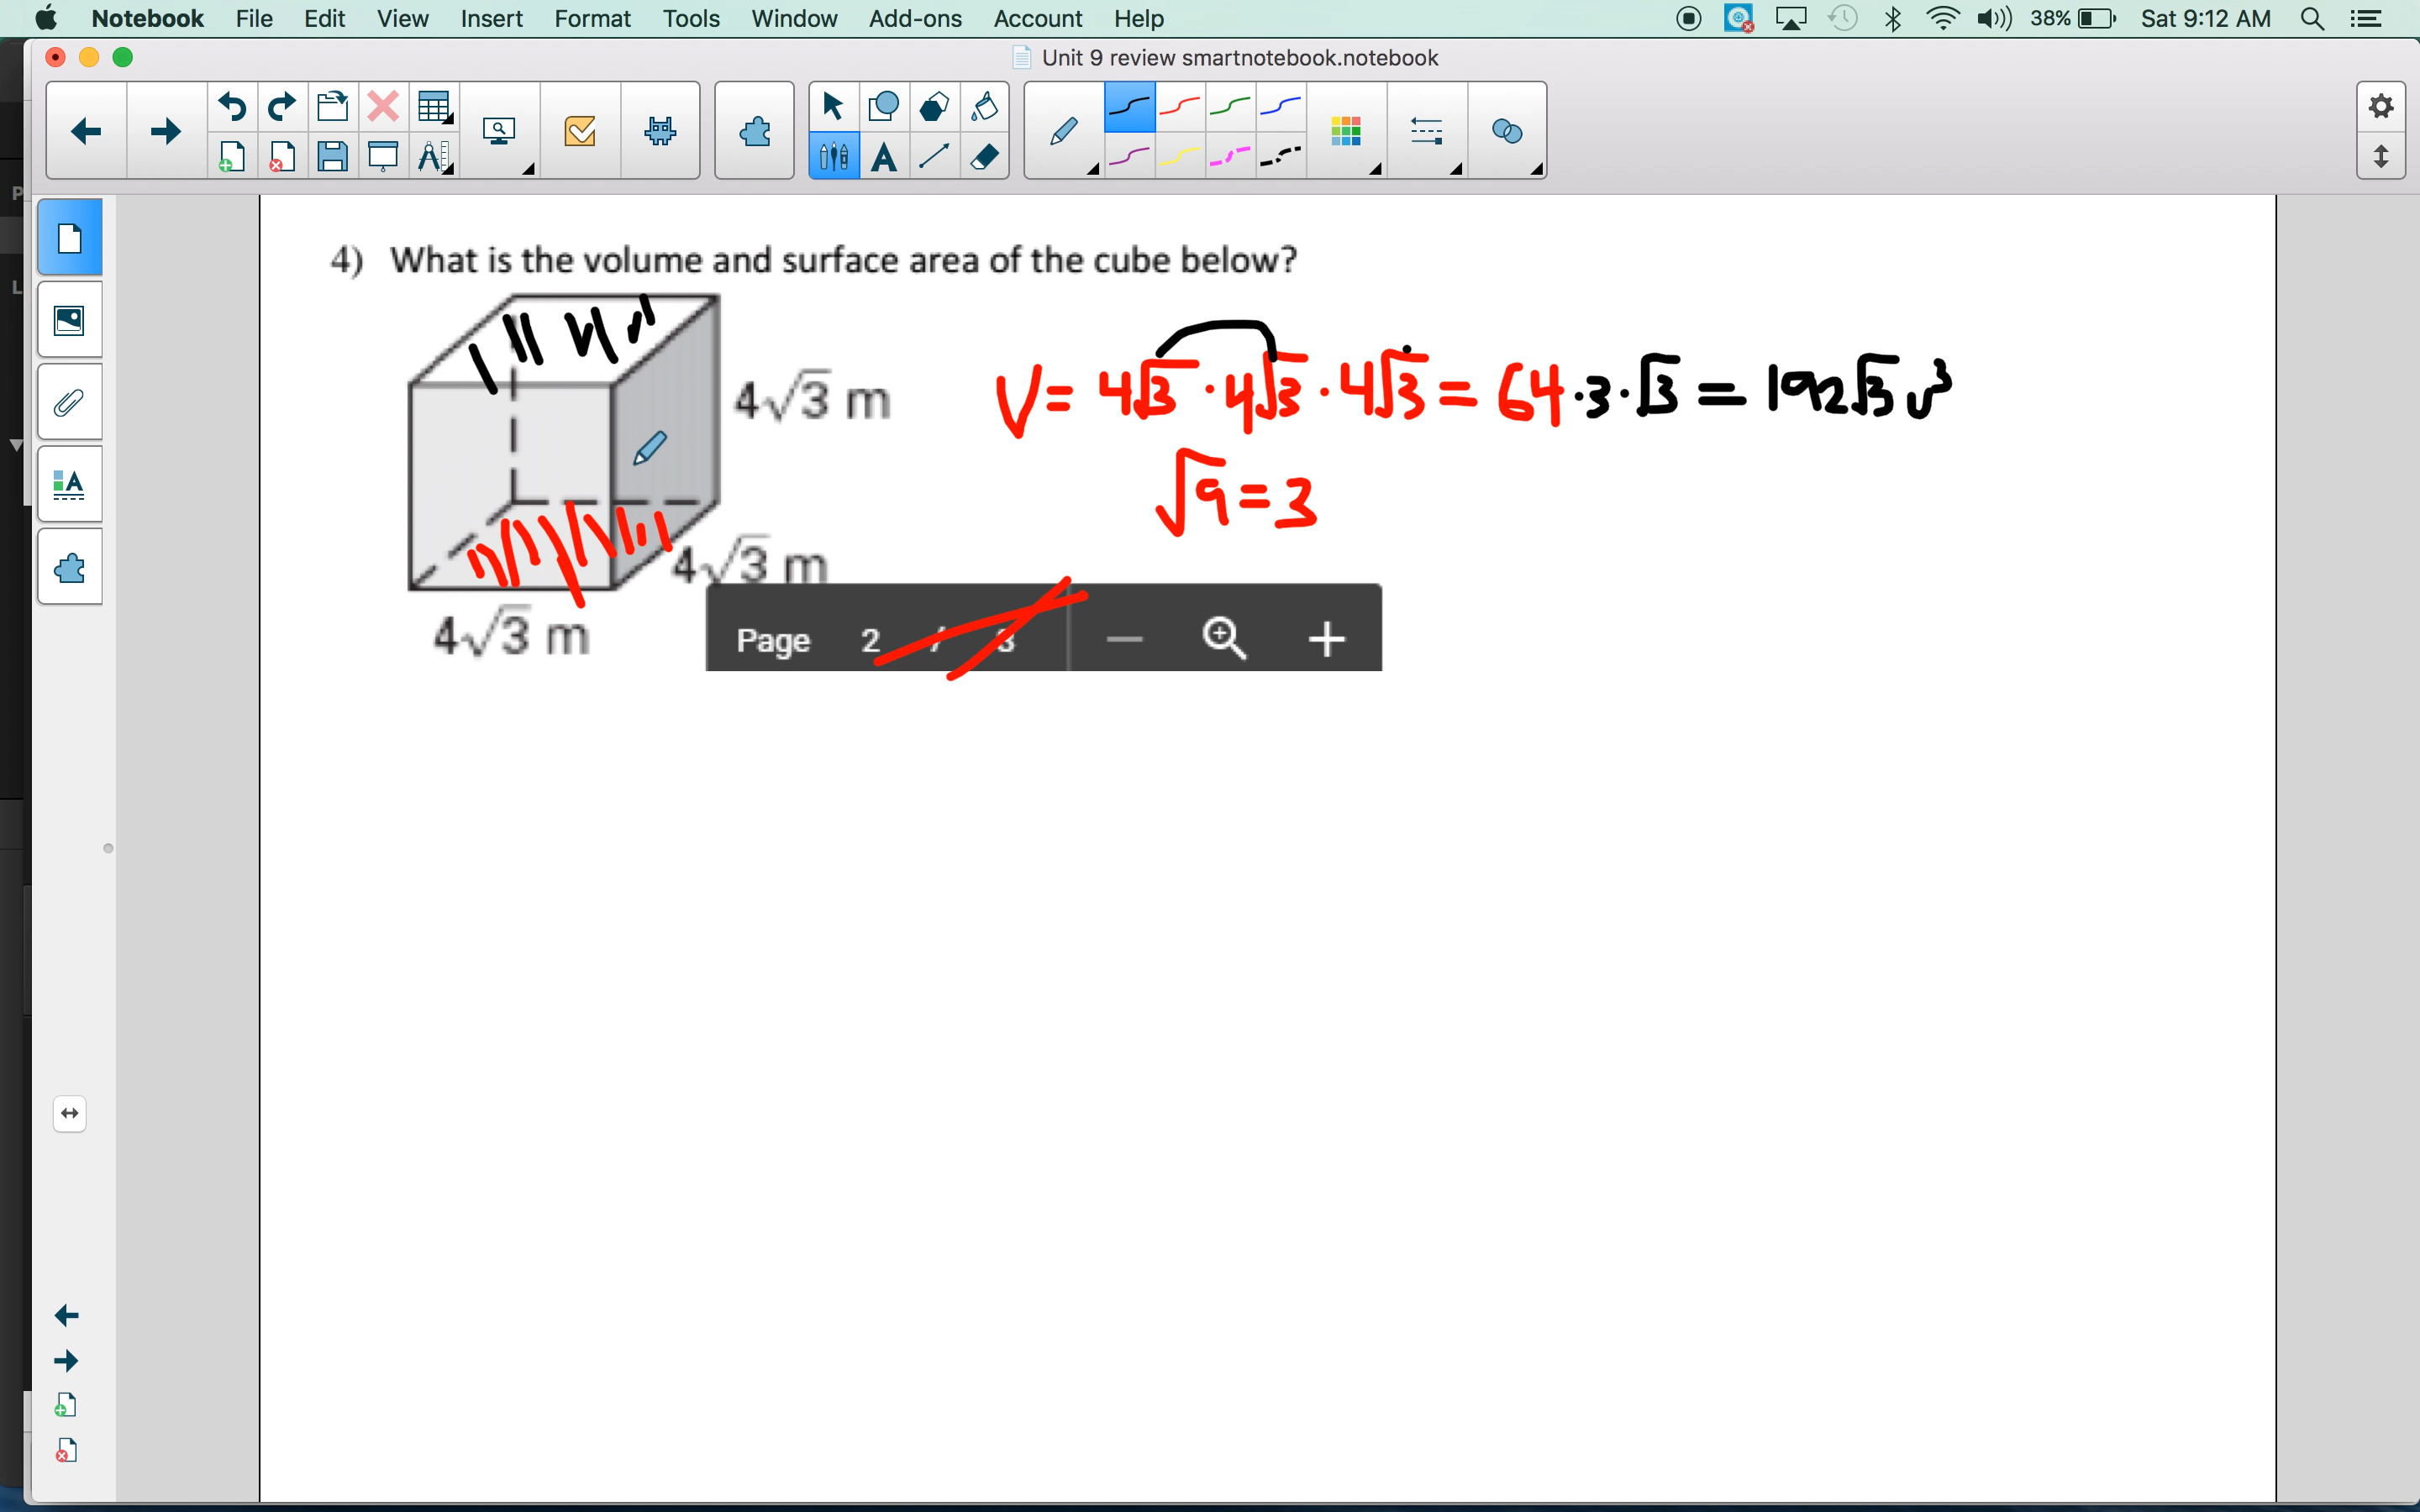 Notebook File Edit View Insert Format Tools Window Add-ons Account Help 38% Sat 9:12 AM
Unit 9 review smartnotebook.notebook
4) What is the volume and surface area of the cube below?
4√3 m
V = 4√3 · 4√3 · 4√3 = 64 · 3 · √3 = 192√3 u³
√9 = 3
4√3 m
4√3 m
Page 2 / 3 − +